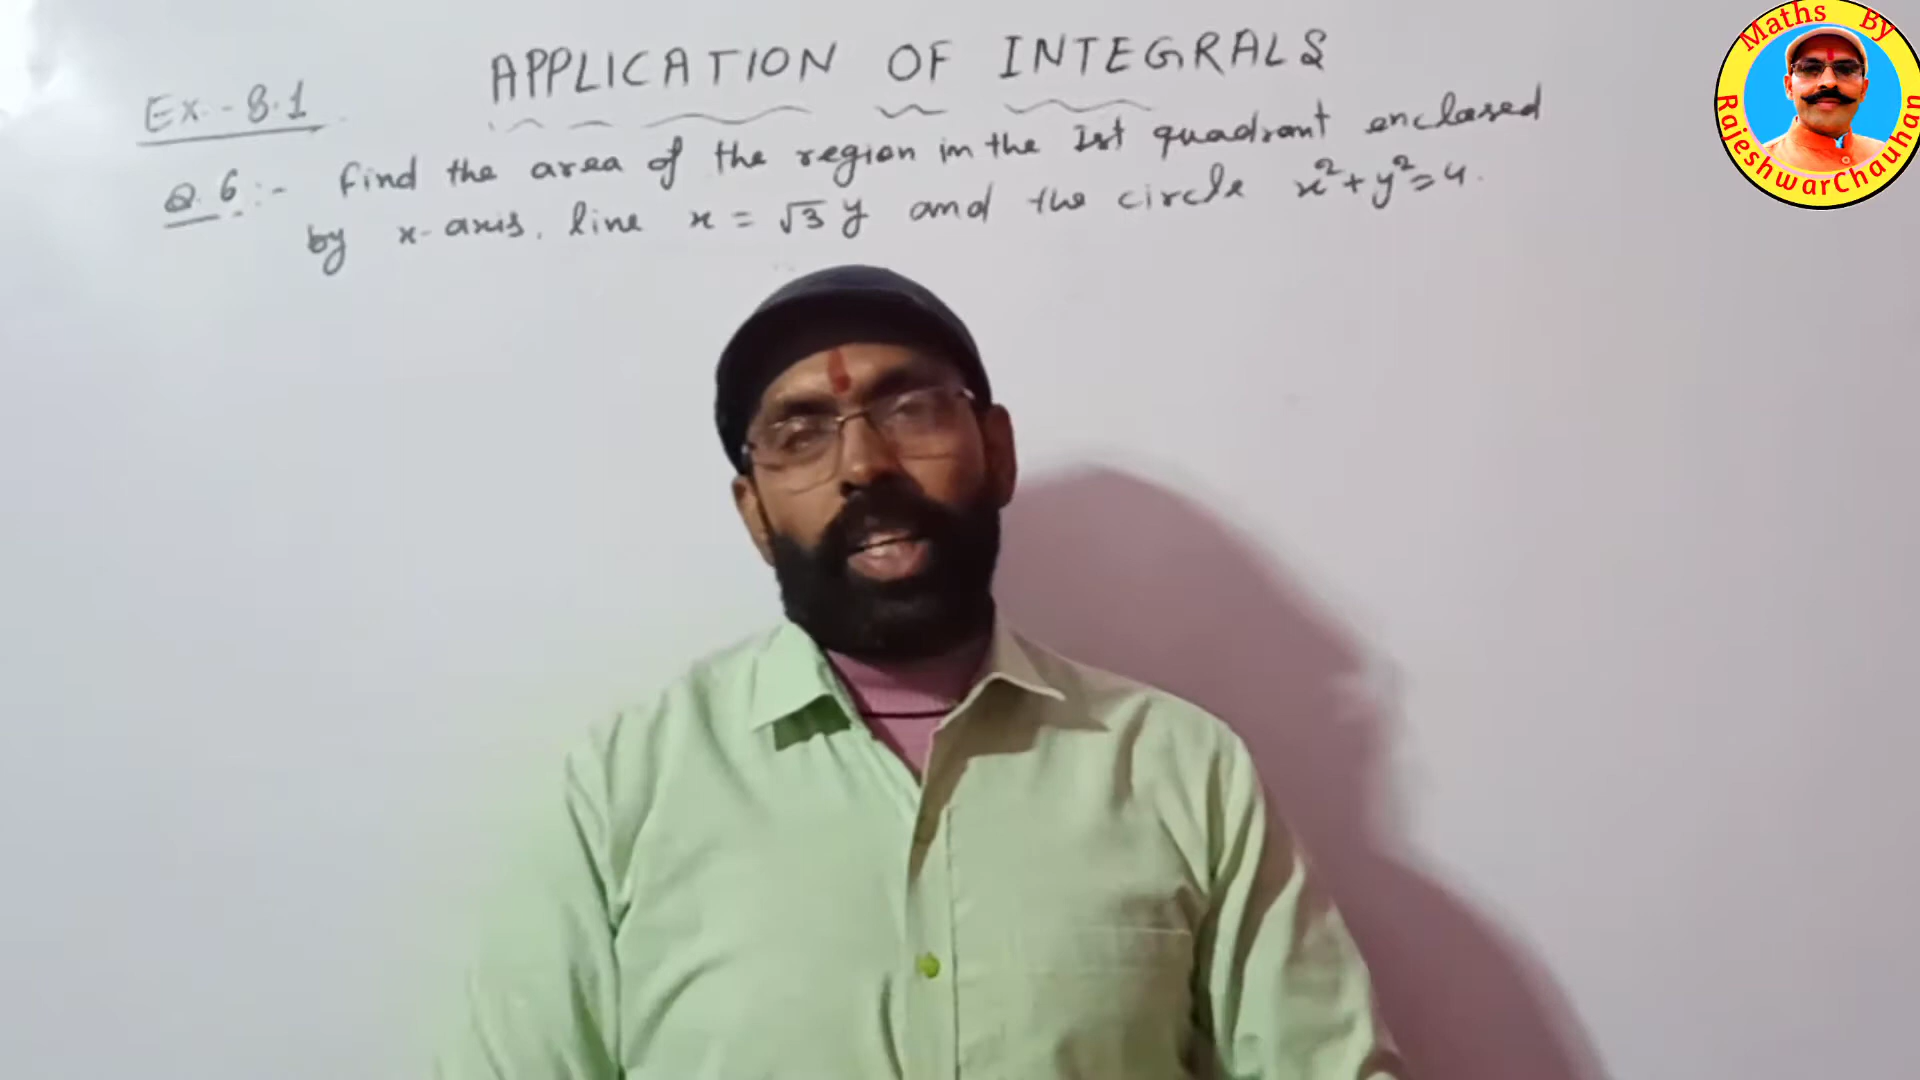 APPLICATION OF INTEGRALS
Ex.-8.1
Q.6:- Find the area of the region in the Ist quadrant enclosed
by x-axis, line x = √3 y and the circle x²+y²=4.
Maths By
RajeshwarChauhan